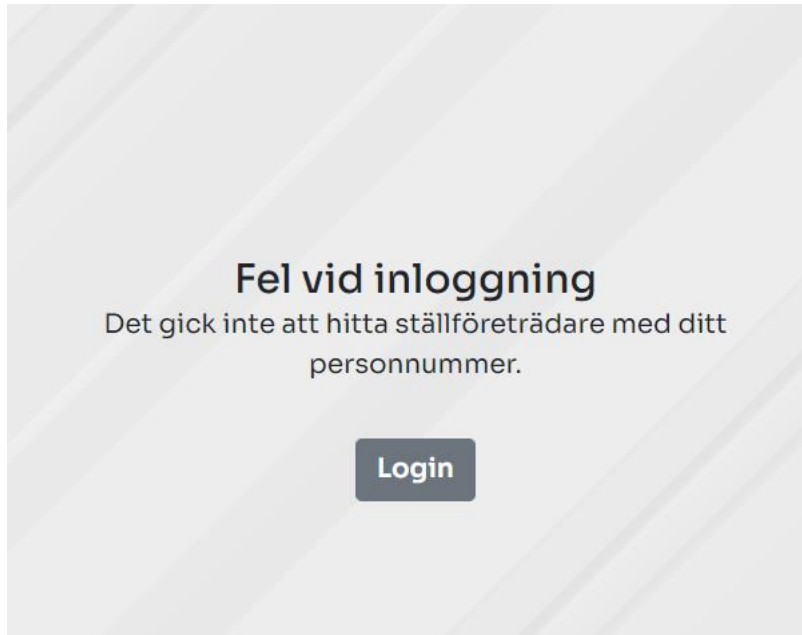 Fel vid inloggning
Det gick inte att hitta ställföreträdare med ditt
personnummer.
Login